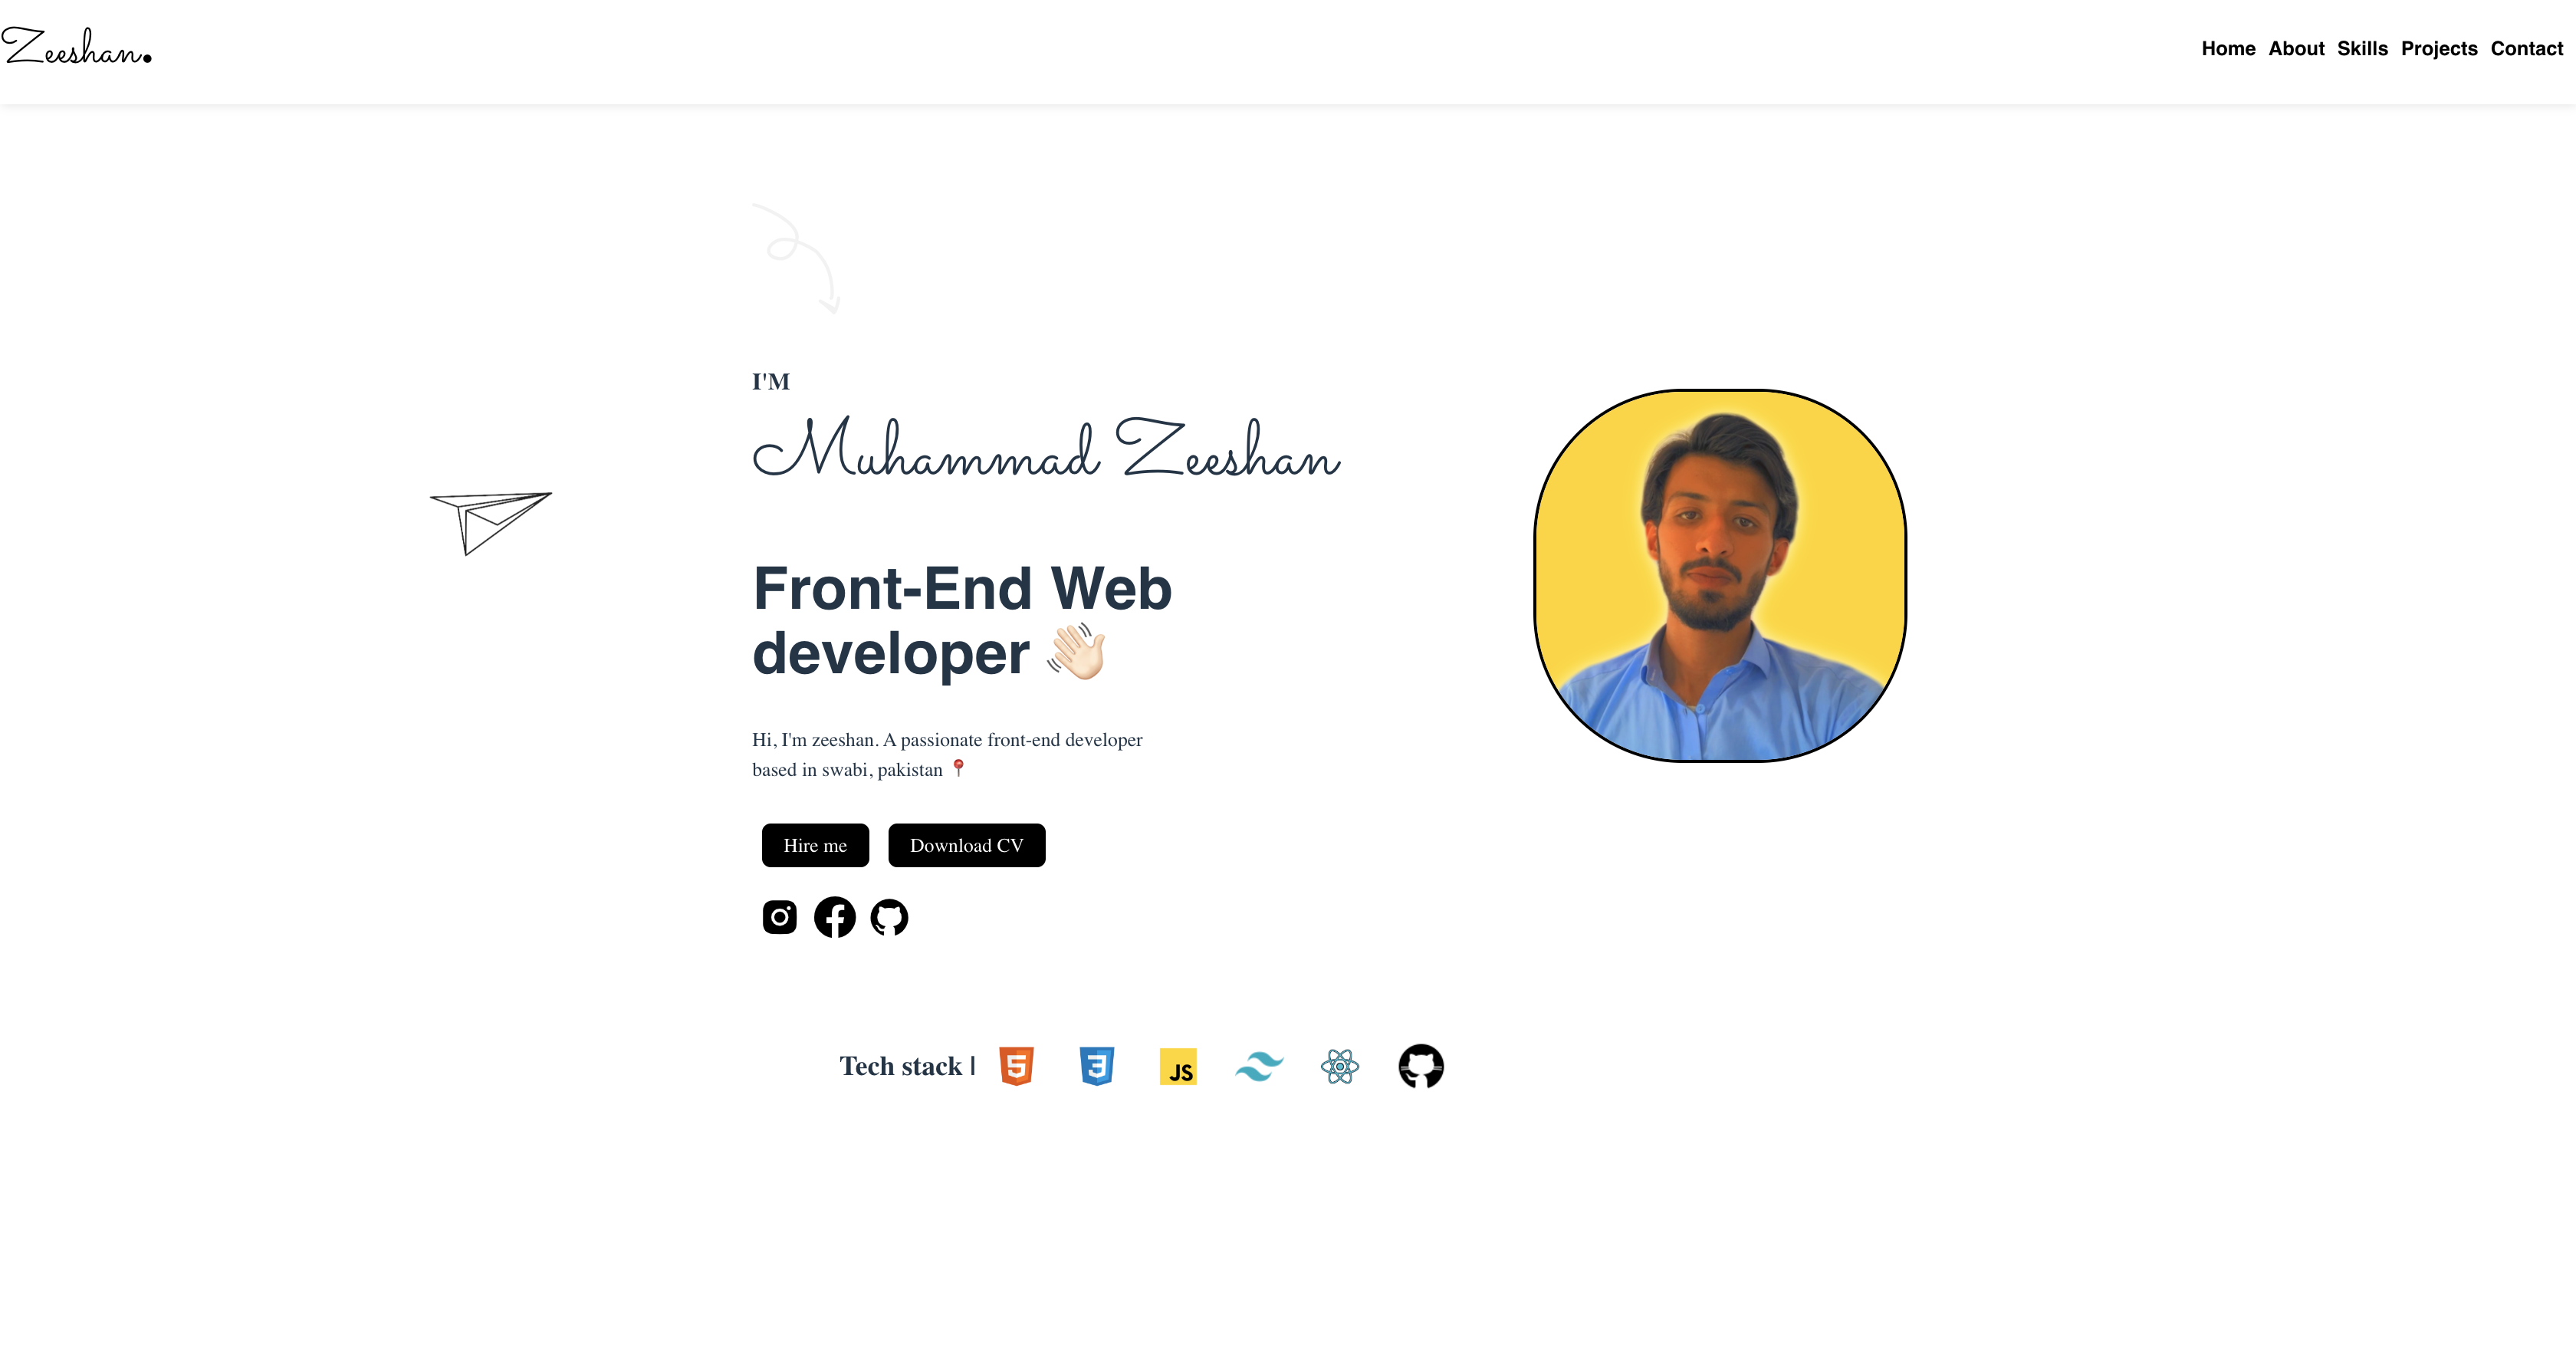 Zeeshan.
Home About Skills Projects Contact
I'M
Muhammad Zeeshan
Front-End Web
developer 👋🏻
Hi, I'm zeeshan. A passionate front-end developer
based in swabi, pakistan 📍
Hire me Download CV
Tech stack |
5 3 JS